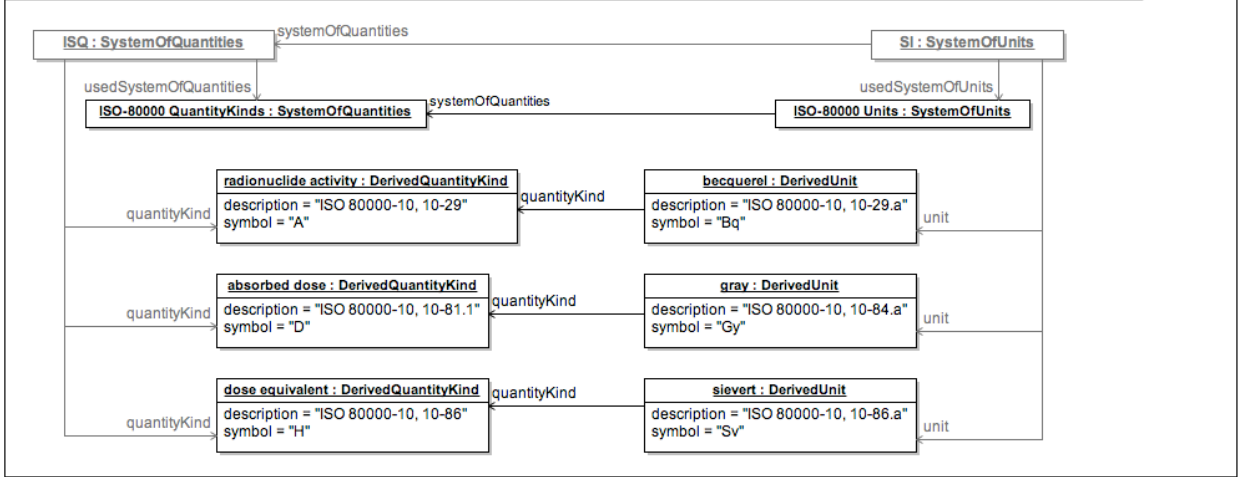 systemOfQuantities
ISQ : SystemOfQuantities
SI : SystemOfUnits
usedSystemOfQuantities
usedSystemOfUnits
systemOfQuantities
ISO-80000 QuantityKinds : SystemOfQuantities
ISO-80000 Units : SystemOfUnits
radionuclide activity : DerivedQuantityKind
becquerel : DerivedUnit
quantityKind
description = "ISO 80000-10, 10-29"
description = "ISO 80000-10, 10-29.a"
quantityKind
unit
symbol = "A"
symbol = "Bq"
absorbed dose : DerivedQuantityKind
gray : DerivedUnit
quantityKind
description = "ISO 80000-10, 10-81.1"
description = "ISO 80000-10, 10-84.a"
quantityKind
unit
symbol = "D"
symbol = "Gy"
dose equivalent : DerivedQuantityKind
sievert : DerivedUnit
quantityKind
description = "ISO 80000-10, 10-86"
description = "ISO 80000-10, 10-86.a"
quantityKind
unit
symbol = "H"
symbol = "Sv"